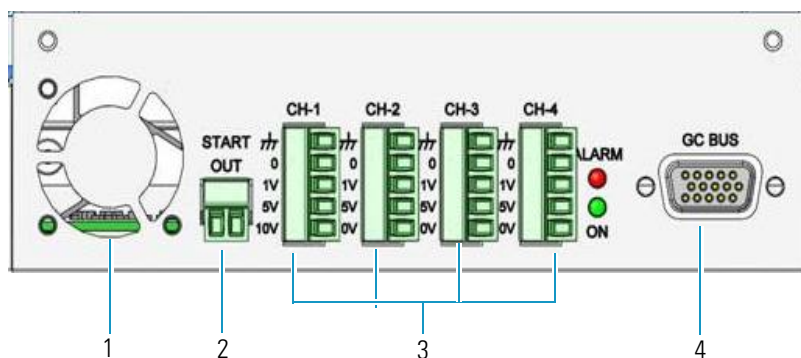 CH-1 CH-2 CH-3 CH-4
START
OUT
GC BUS
ALARM
0 0 0 0
1V 1V 1V 1V
5V 5V 5V 5V
10V 0V 0V 0V
ON
1 2 3 4